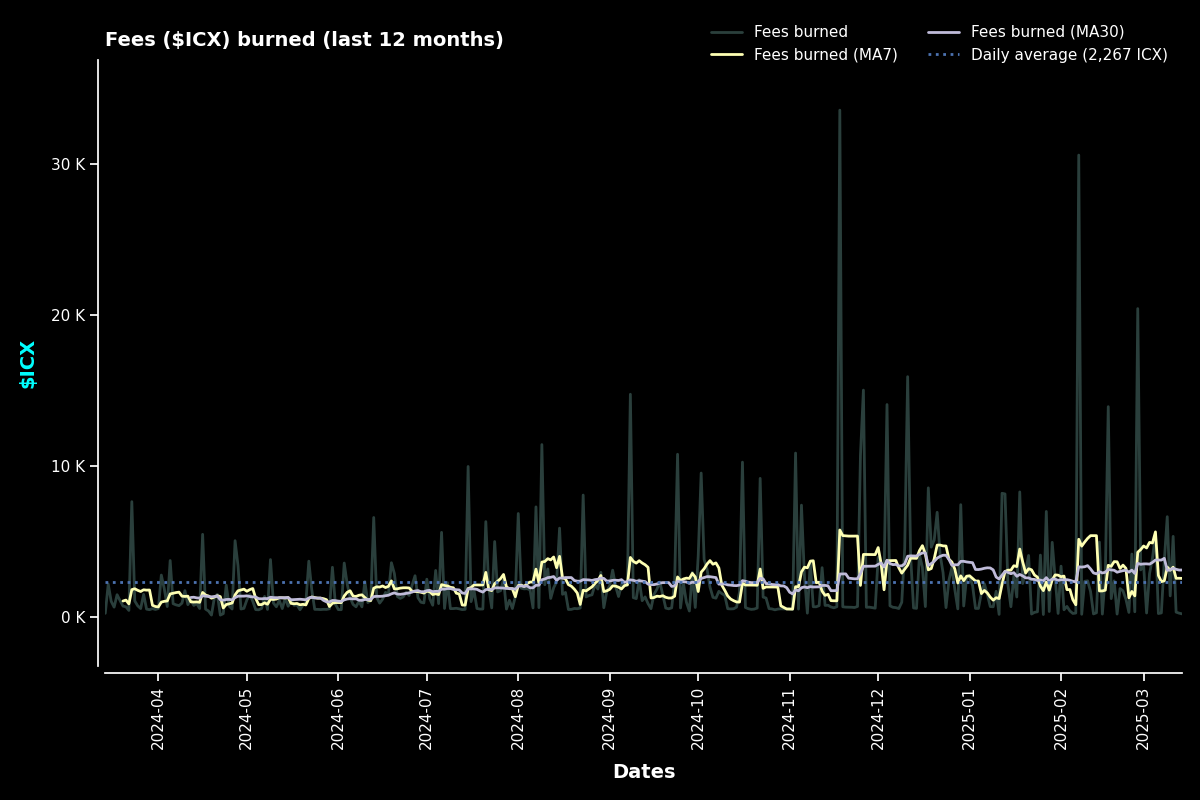 Fees ($ICX) burned (last 12 months)
Fees burned
Fees burned (MA7)
Fees burned (MA30)
Daily average (2,267 ICX)
$ICX
30 K
20 K
10 K
0 K
2024-04
2024-05
2024-06
2024-07
2024-08
2024-09
2024-10
2024-11
2024-12
2025-01
2025-02
2025-03
Dates